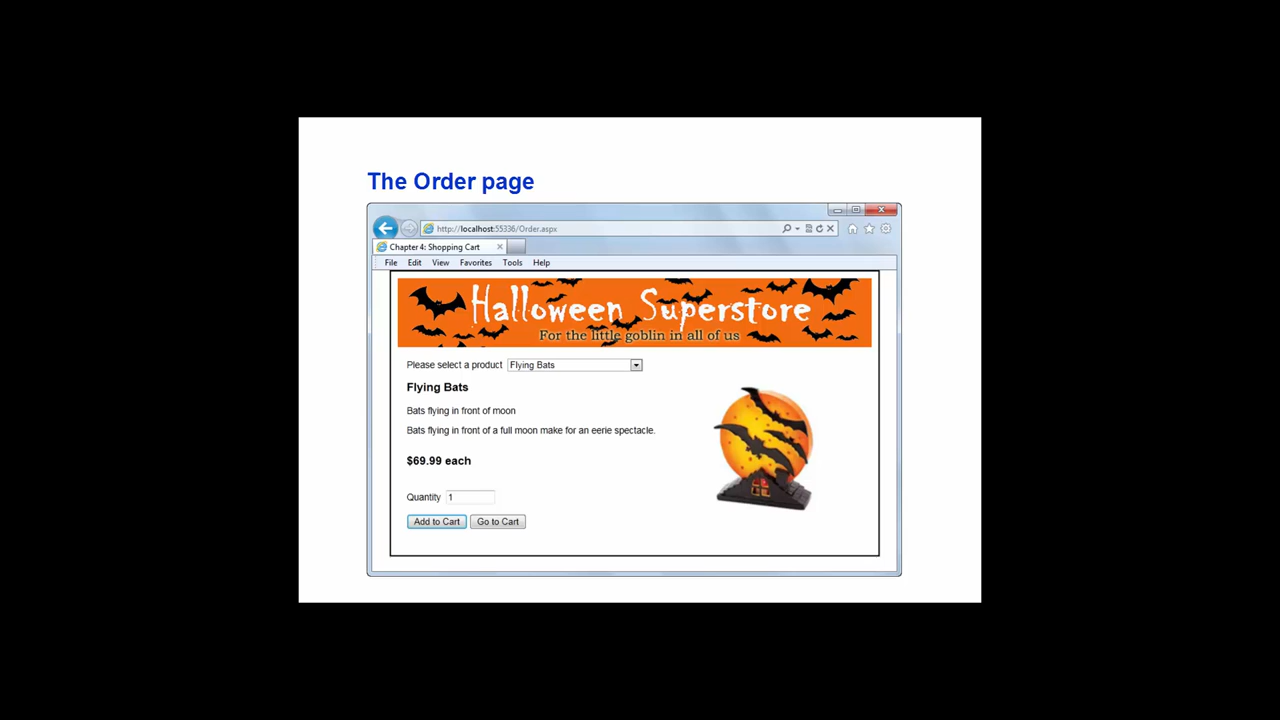 The Order page
http://localhost:55336/Order.aspx
Chapter 4: Shopping Cart
File Edit View Favorites Tools Help
Halloween Superstore
For the little goblin in all of us
Please select a product Flying Bats
Flying Bats
Bats flying in front of moon
Bats flying in front of a full moon make for an eerie spectacle.
$69.99 each
Quantity 1
Add to Cart Go to Cart